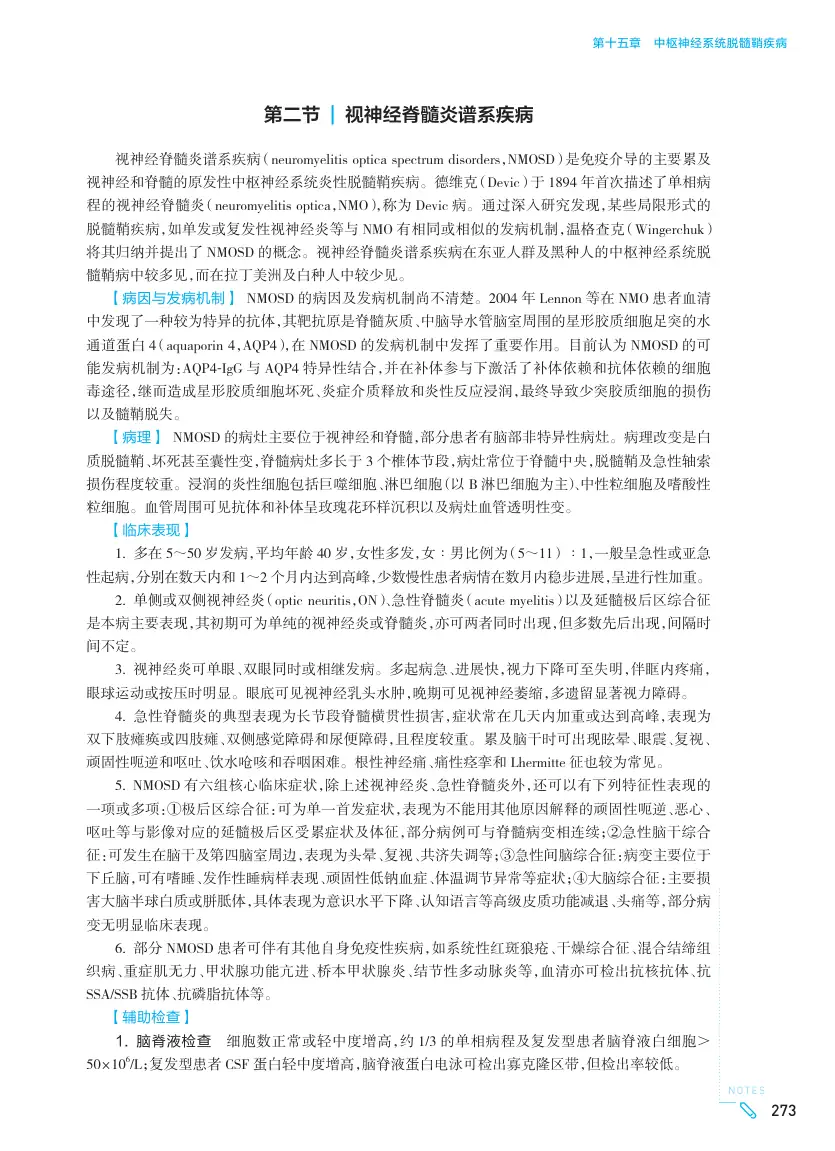 第十五章　中枢神经系统脱髓鞘疾病
第二节 | 视神经脊髓炎谱系疾病
视神经脊髓炎谱系疾病（neuromyelitis optica spectrum disorders,NMOSD）是免疫介导的主要累及
视神经和脊髓的原发性中枢神经系统炎性脱髓鞘疾病。德维克（Devic）于 1894 年首次描述了单相病
程的视神经脊髓炎（neuromyelitis optica,NMO），称为 Devic 病。通过深入研究发现，某些局限形式的
脱髓鞘疾病，如单发或复发性视神经炎等与 NMO 有相同或相似的发病机制，温格查克（Wingerchuk）
将其归纳并提出了 NMOSD 的概念。视神经脊髓炎谱系疾病在东亚人群及黑种人的中枢神经系统脱
髓鞘病中较多见，而在拉丁美洲及白种人中较少见。
【病因与发病机制】 NMOSD 的病因及发病机制尚不清楚。2004 年 Lennon 等在 NMO 患者血清
中发现了一种较为特异的抗体，其靶抗原是脊髓灰质、中脑导水管脑室周围的星形胶质细胞足突的水
通道蛋白 4（aquaporin 4,AQP4），在 NMOSD 的发病机制中发挥了重要作用。目前认为 NMOSD 的可
能发病机制为：AQP4-IgG 与 AQP4 特异性结合，并在补体参与下激活了补体依赖和抗体依赖的细胞
毒途径，继而造成星形胶质细胞坏死、炎症介质释放和炎性反应浸润，最终导致少突胶质细胞的损伤
以及髓鞘脱失。
【病理】 NMOSD 的病灶主要位于视神经和脊髓，部分患者有脑部非特异性病灶。病理改变是白
质脱髓鞘、坏死甚至囊性变，脊髓病灶多长于 3 个椎体节段，病灶常位于脊髓中央，脱髓鞘及急性轴索
损伤程度较重。浸润的炎性细胞包括巨噬细胞、淋巴细胞（以 B 淋巴细胞为主）、中性粒细胞及嗜酸性
粒细胞。血管周围可见抗体和补体呈玫瑰花环样沉积以及病灶血管透明性变。
【临床表现】
1. 多在 5～50 岁发病，平均年龄 40 岁，女性多发，女∶男比例为（5～11）∶1，一般呈急性或亚急
性起病，分别在数天内和 1～2 个月内达到高峰，少数慢性患者病情在数月内稳步进展，呈进行性加重。
2. 单侧或双侧视神经炎（optic neuritis,ON）、急性脊髓炎（acute myelitis）以及延髓极后区综合征
是本病主要表现，其初期可为单纯的视神经炎或脊髓炎，亦可两者同时出现，但多数先后出现，间隔时
间不定。
3. 视神经炎可单眼、双眼同时或相继发病。多起病急、进展快，视力下降可至失明，伴眶内疼痛，
眼球运动或按压时明显。眼底可见视神经乳头水肿，晚期可见视神经萎缩，多遗留显著视力障碍。
4. 急性脊髓炎的典型表现为长节段脊髓横贯性损害，症状常在几天内加重或达到高峰，表现为
双下肢瘫痪或四肢瘫、双侧感觉障碍和尿便障碍，且程度较重。累及脑干时可出现眩晕、眼震、复视、
顽固性呃逆和呕吐、饮水呛咳和吞咽困难。根性神经痛、痛性痉挛和 Lhermitte 征也较为常见。
5. NMOSD 有六组核心临床症状，除上述视神经炎、急性脊髓炎外，还可以有下列特征性表现的
一项或多项：①极后区综合征：可为单一首发症状，表现为不能用其他原因解释的顽固性呃逆、恶心、
呕吐等与影像对应的延髓极后区受累症状及体征，部分病例可与脊髓病变相连续；②急性脑干综合
征：可发生在脑干及第四脑室周边，表现为头晕、复视、共济失调等；③急性间脑综合征：病变主要位于
下丘脑，可有嗜睡、发作性睡病样表现、顽固性低钠血症、体温调节异常等症状；④大脑综合征：主要损
害大脑半球白质或胼胝体，具体表现为意识水平下降、认知语言等高级皮质功能减退、头痛等，部分病
变无明显临床表现。
6. 部分 NMOSD 患者可伴有其他自身免疫性疾病，如系统性红斑狼疮、干燥综合征、混合结缔组
织病、重症肌无力、甲状腺功能亢进、桥本甲状腺炎、结节性多动脉炎等，血清亦可检出抗核抗体、抗
SSA/SSB 抗体、抗磷脂抗体等。
【辅助检查】
1. 脑脊液检查　细胞数正常或轻中度增高，约 1/3 的单相病程及复发型患者脑脊液白细胞＞
50×10⁶/L；复发型患者 CSF 蛋白轻中度增高，脑脊液蛋白电泳可检出寡克隆区带，但检出率较低。
NOTES
273